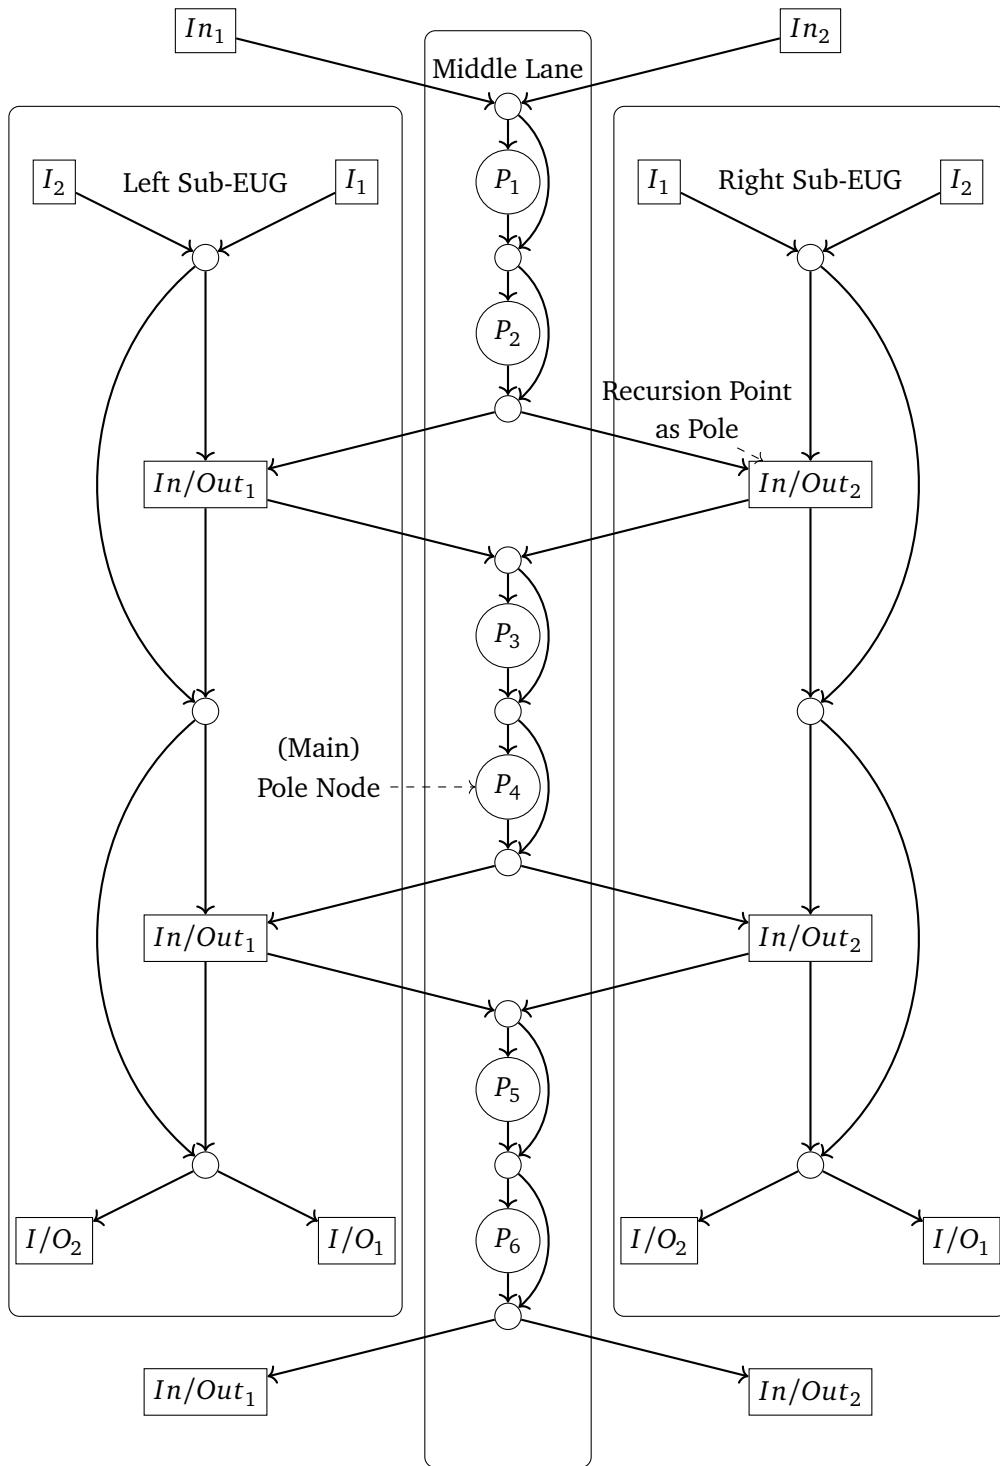 In₁
In₂
Middle Lane
I₂
Left Sub-EUG
I₁
P₁
I₁
Right Sub-EUG
I₂
P₂
Recursion Point
as Pole
In/Out₁
In/Out₂
P₃
(Main)
Pole Node
P₄
In/Out₁
In/Out₂
P₅
I/O₂
I/O₁
P₆
I/O₂
I/O₁
In/Out₁
In/Out₂